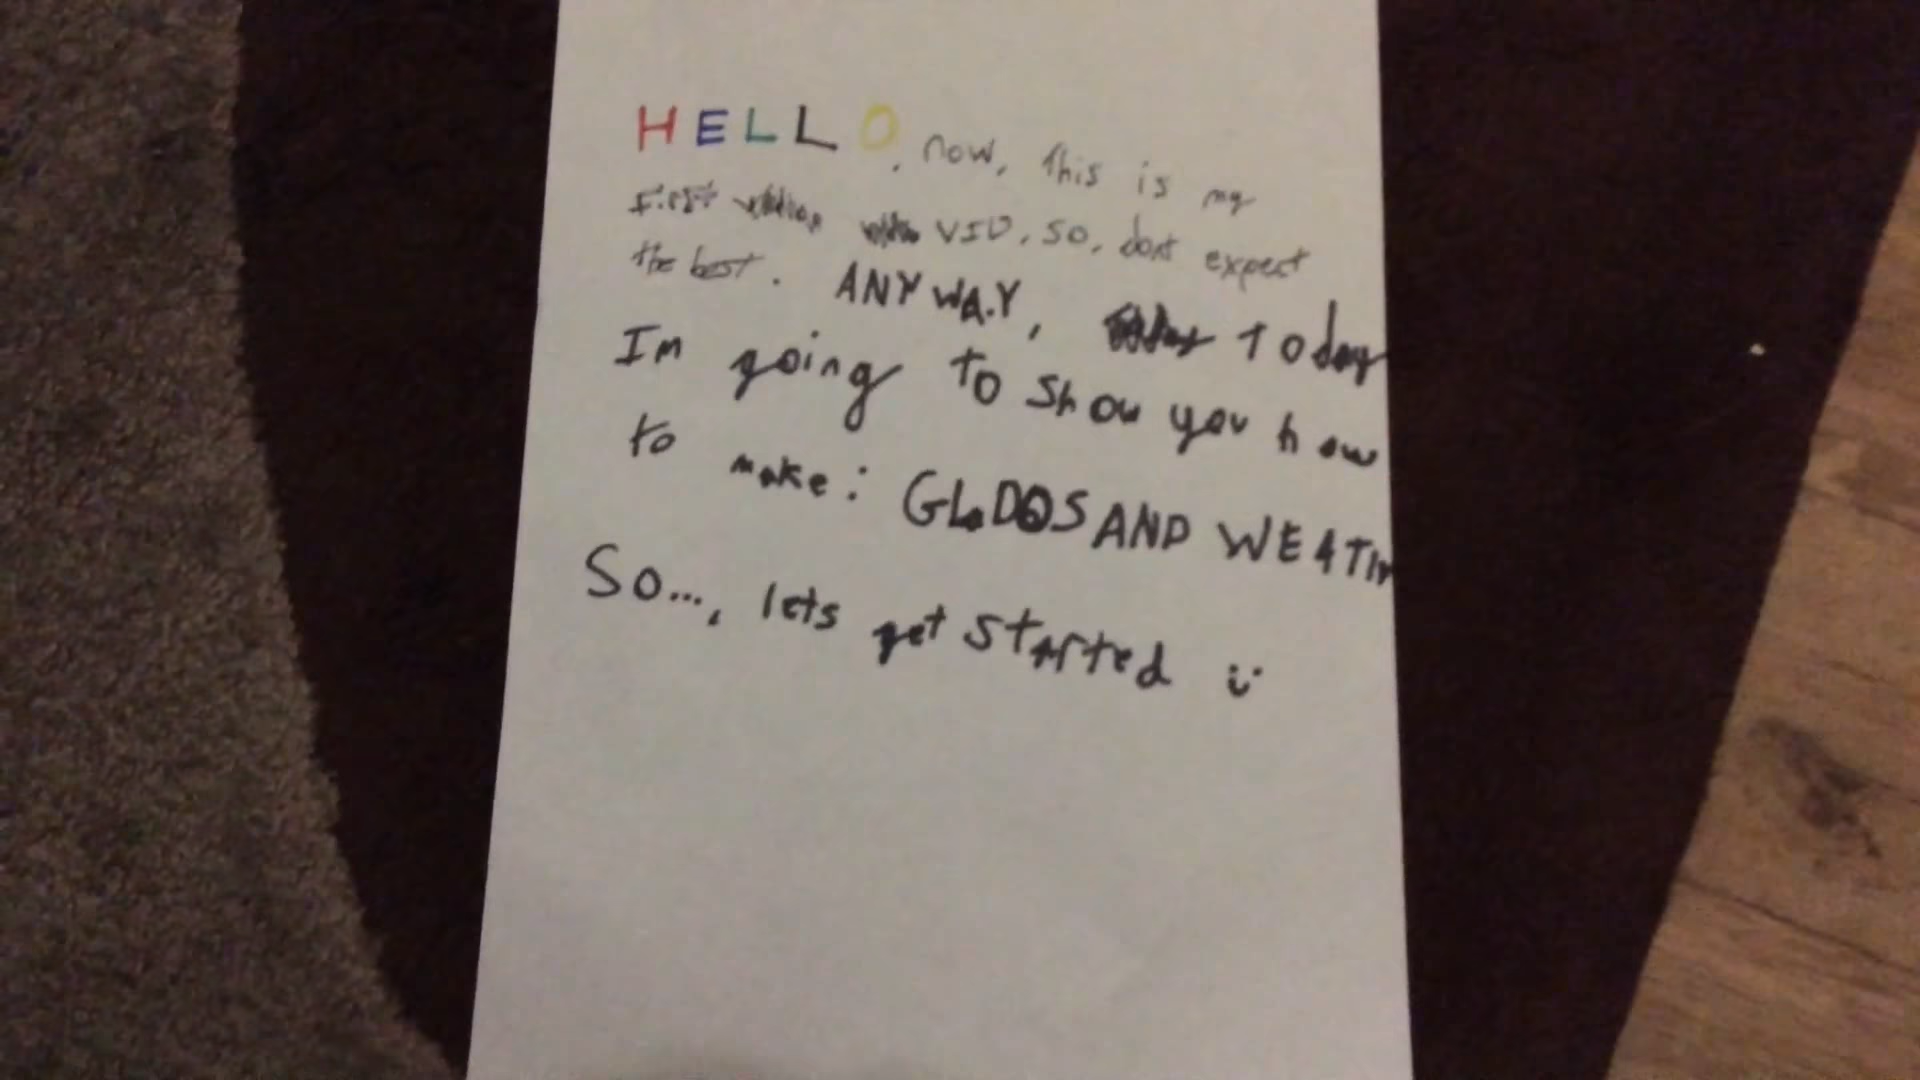 HELLO, now, this is my
first VID, so, dont expect
the best. ANYWAY, Today
Im going to show you how
to make: GLaDOS AND WEATH
So..., lets get started :)